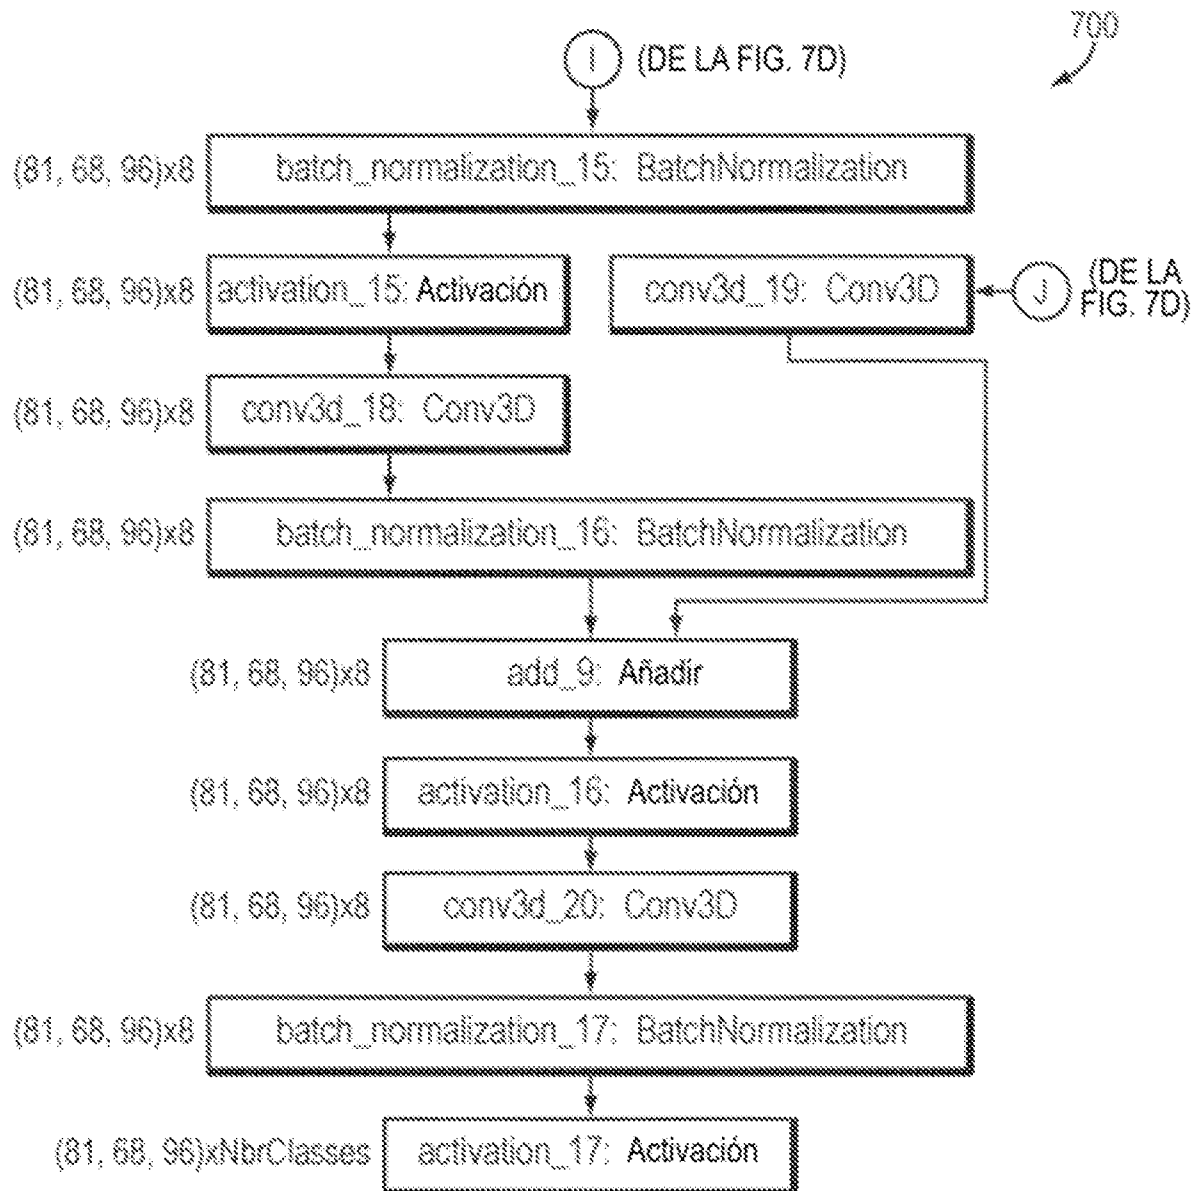 700
I (DE LA FIG. 7D)
(81, 68, 96)x8 batch_normalization_15: BatchNormalization
(81, 68, 96)x8 activation_15: Activación conv3d_19: Conv3D J (DE LA
FIG. 7D)
(81, 68, 96)x8 conv3d_18: Conv3D
(81, 68, 96)x8 batch_normalization_16: BatchNormalization
(81, 68, 96)x8 add_9: Añadir
(81, 68, 96)x8 activation_16: Activación
(81, 68, 96)x8 conv3d_20: Conv3D
(81, 68, 96)x8 batch_normalization_17: BatchNormalization
(81, 68, 96)xNbrClasses activation_17: Activación